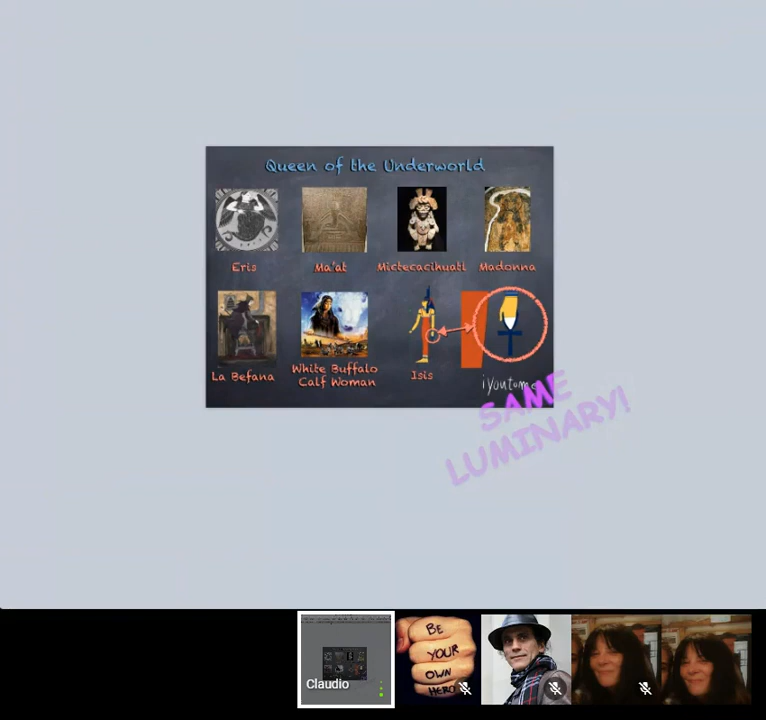 Queen of the Underworld
Eris
Ma'at
Mictecacihuatl
Madonna
La Befana
White Buffalo
Calf Woman
Isis
iyoutome
SAME
LUMINARY!
Claudio
BE
YOUR
OWN
HERO